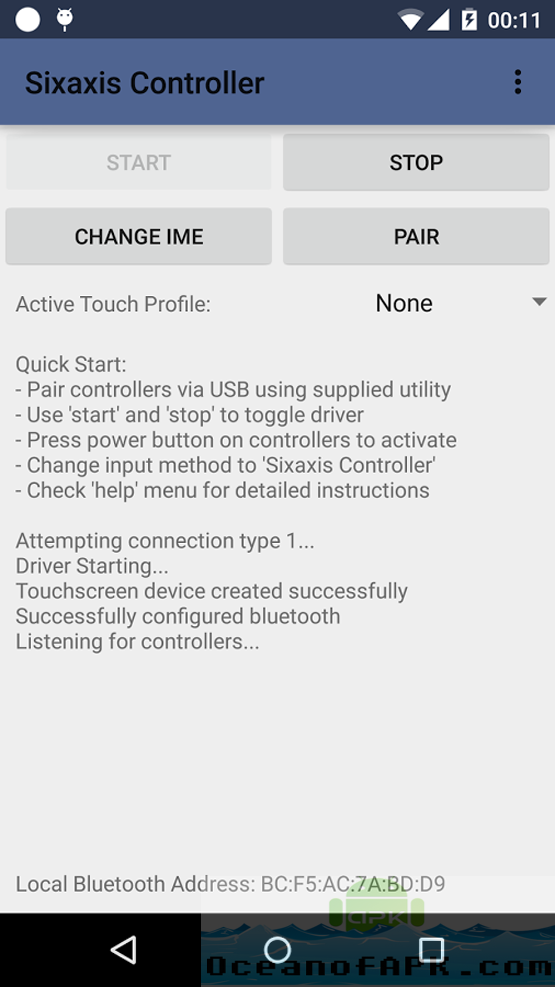 00:11
Sixaxis Controller
START
STOP
CHANGE IME
PAIR
Active Touch Profile:
None
Quick Start:
- Pair controllers via USB using supplied utility
- Use 'start' and 'stop' to toggle driver
- Press power button on controllers to activate
- Change input method to 'Sixaxis Controller'
- Check 'help' menu for detailed instructions
Attempting connection type 1...
Driver Starting...
Touchscreen device created successfully
Successfully configured bluetooth
Listening for controllers...
Local Bluetooth Address: BC:F5:AC:7A:BD:D9
APK
OceanofAPK.com